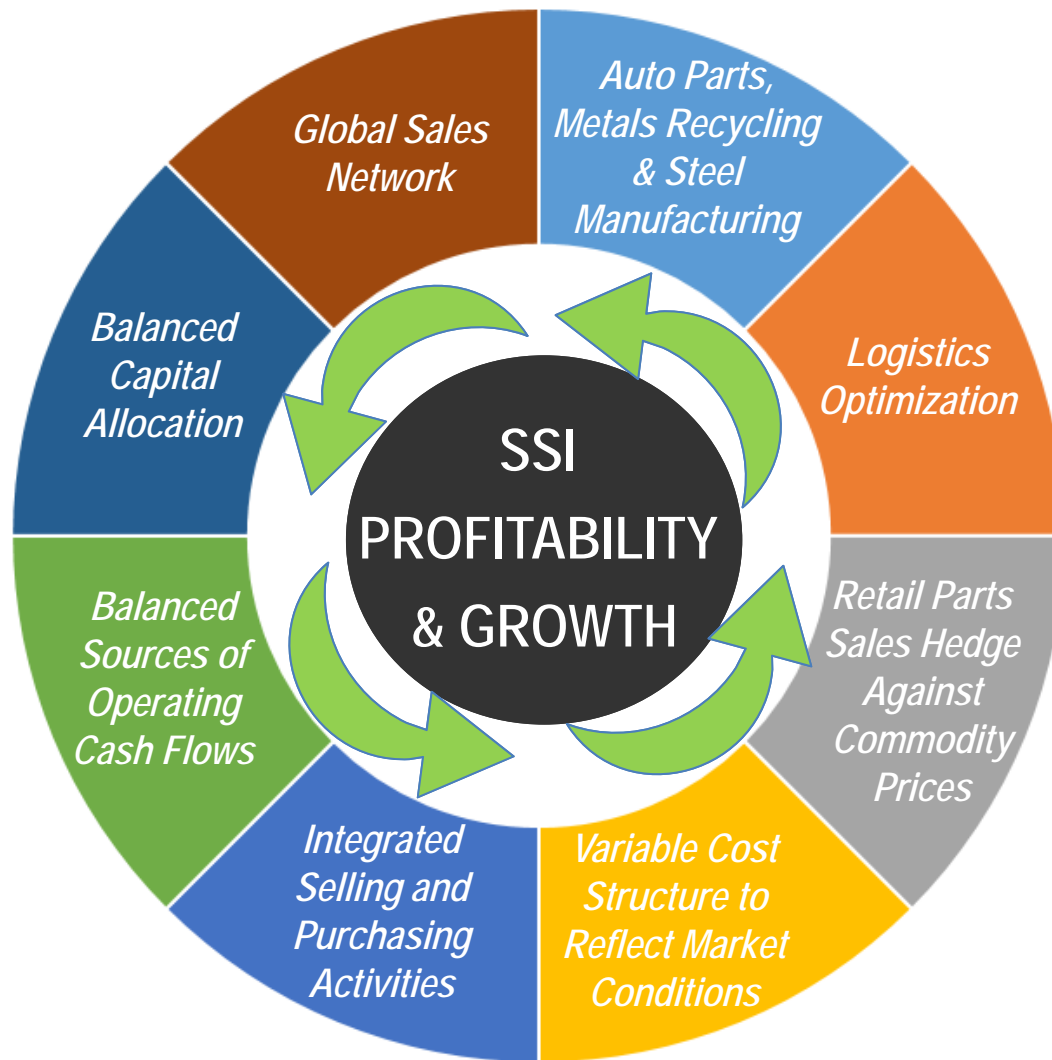 Auto Parts,
Metals Recycling
& Steel
Manufacturing
Logistics
Optimization
Retail Parts
Sales Hedge
Against
Commodity
Prices
Variable Cost
Structure to
Reflect Market
Conditions
Integrated
Selling and
Purchasing
Activities
Balanced
Sources of
Operating
Cash Flows
Balanced
Capital
Allocation
Global Sales
Network
SSI
PROFITABILITY
& GROWTH